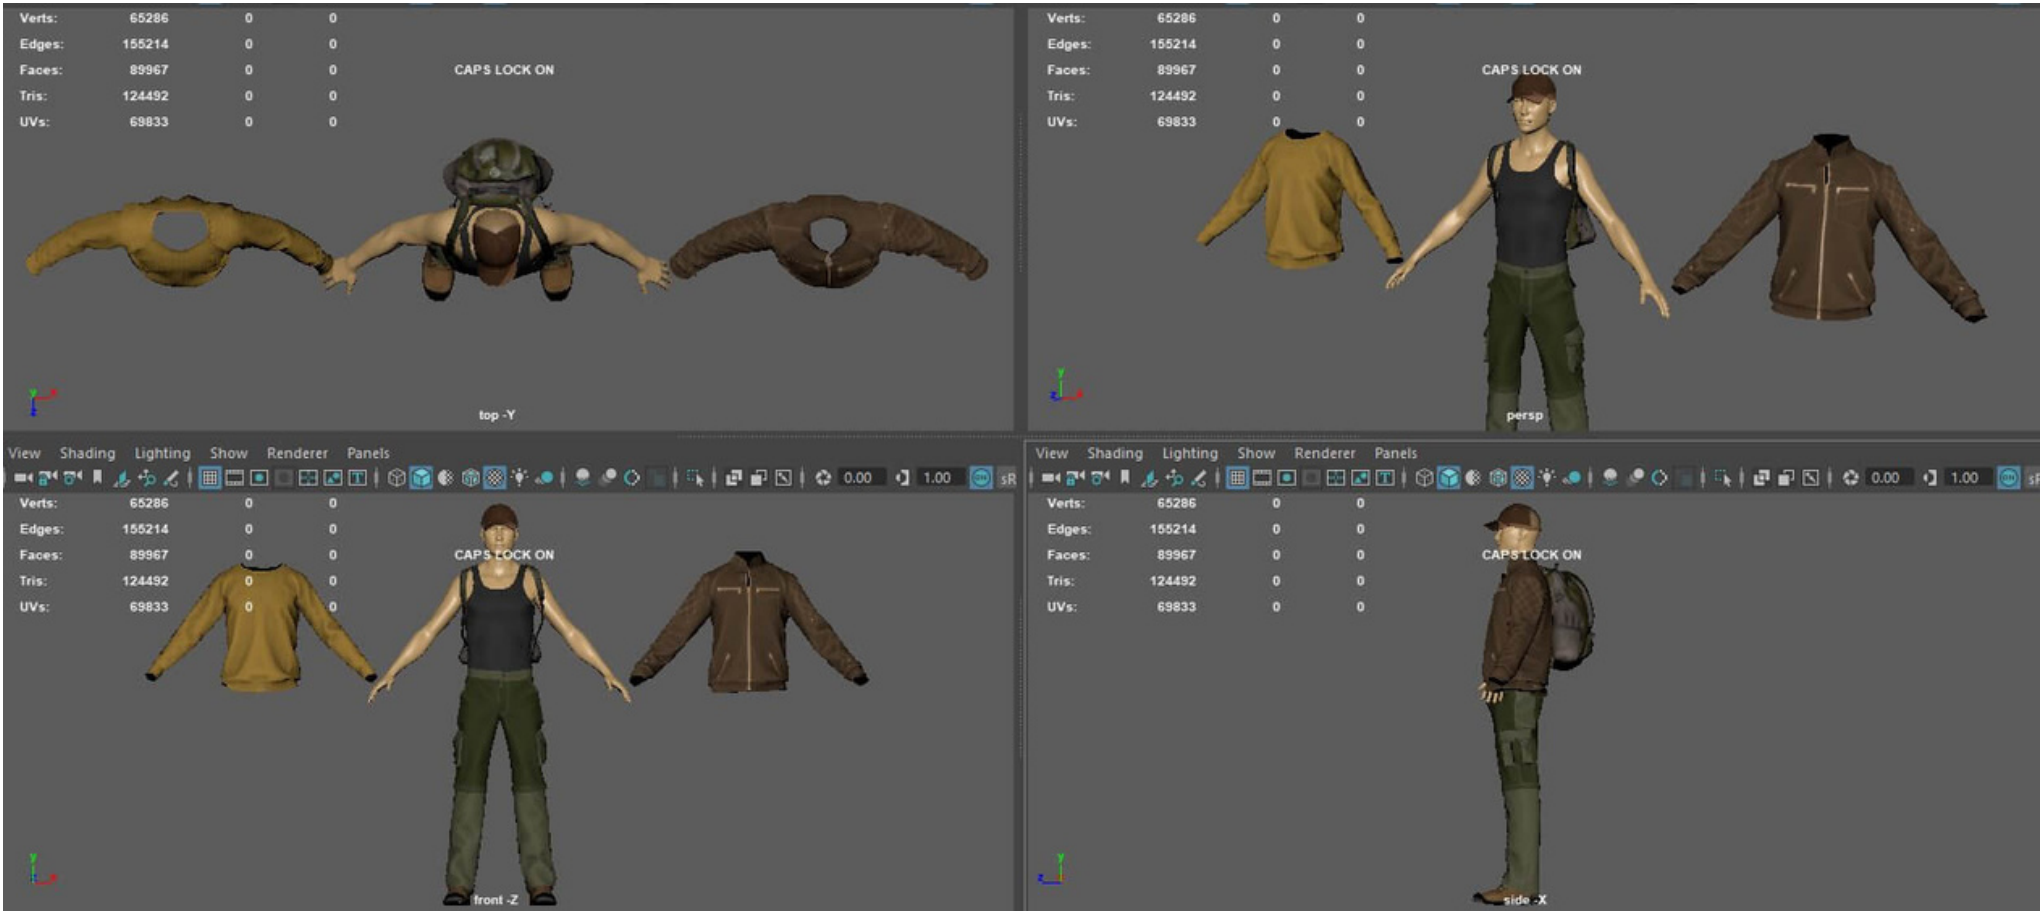 Verts: 65286 0 0
Edges: 155214 0 0
Faces: 89967 0 0
Tris: 124492 0 0
UVs: 69833 0 0
CAPS LOCK ON
top -Y
Verts: 65286 0 0
Edges: 155214 0 0
Faces: 89967 0 0
Tris: 124492 0 0
UVs: 69833 0 0
CAPS LOCK ON
persp
View Shading Lighting Show Renderer Panels
0.00 1.00 sR
Verts: 65286 0 0
Edges: 155214 0 0
Faces: 89967 0 0
Tris: 124492 0 0
UVs: 69833 0 0
CAPS LOCK ON
front -Z
View Shading Lighting Show Renderer Panels
0.00 1.00 sR
Verts: 65286 0 0
Edges: 155214 0 0
Faces: 89967 0 0
Tris: 124492 0 0
UVs: 69833 0 0
CAPS LOCK ON
side -X